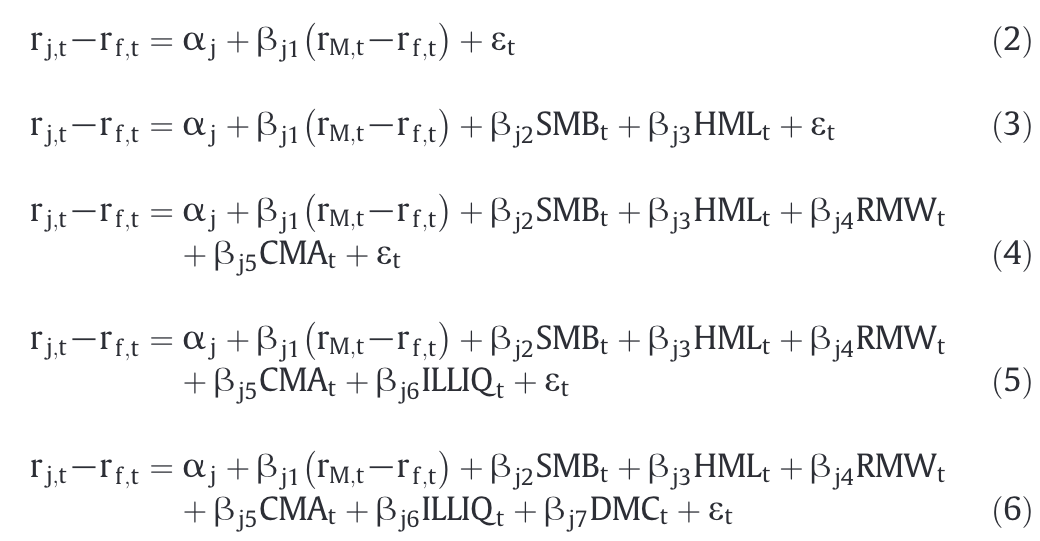 r_{j,t}−r_{f,t} = α_j + β_{j1}(r_{M,t}−r_{f,t}) + ε_t (2)
r_{j,t}−r_{f,t} = α_j + β_{j1}(r_{M,t}−r_{f,t}) + β_{j2}SMB_t + β_{j3}HML_t + ε_t (3)
r_{j,t}−r_{f,t} = α_j + β_{j1}(r_{M,t}−r_{f,t}) + β_{j2}SMB_t + β_{j3}HML_t + β_{j4}RMW_t
+ β_{j5}CMA_t + ε_t (4)
r_{j,t}−r_{f,t} = α_j + β_{j1}(r_{M,t}−r_{f,t}) + β_{j2}SMB_t + β_{j3}HML_t + β_{j4}RMW_t
+ β_{j5}CMA_t + β_{j6}ILLIQ_t + ε_t (5)
r_{j,t}−r_{f,t} = α_j + β_{j1}(r_{M,t}−r_{f,t}) + β_{j2}SMB_t + β_{j3}HML_t + β_{j4}RMW_t
+ β_{j5}CMA_t + β_{j6}ILLIQ_t + β_{j7}DMC_t + ε_t (6)